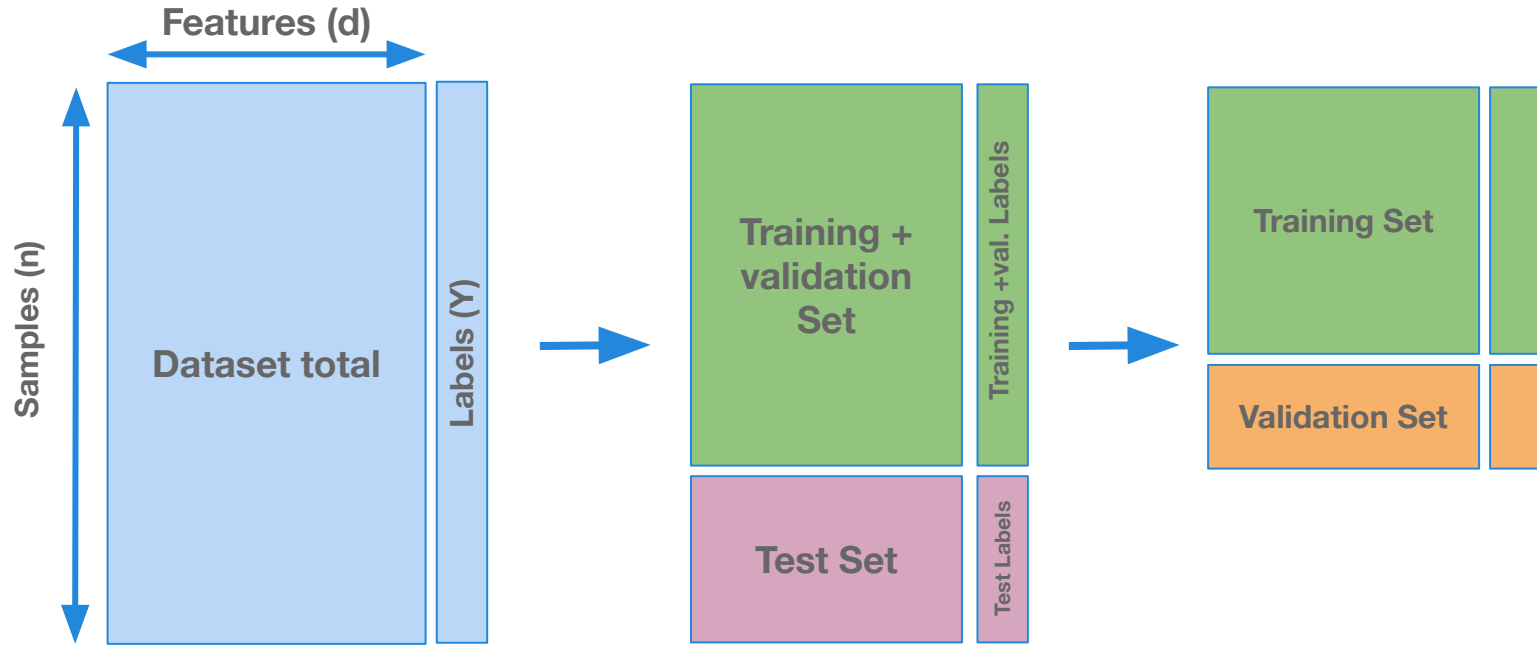 Features (d)
Samples (n)
Dataset total
Labels (Y)
Training +
validation
Set
Training +val. Labels
Test Set
Test Labels
Training Set
Validation Set